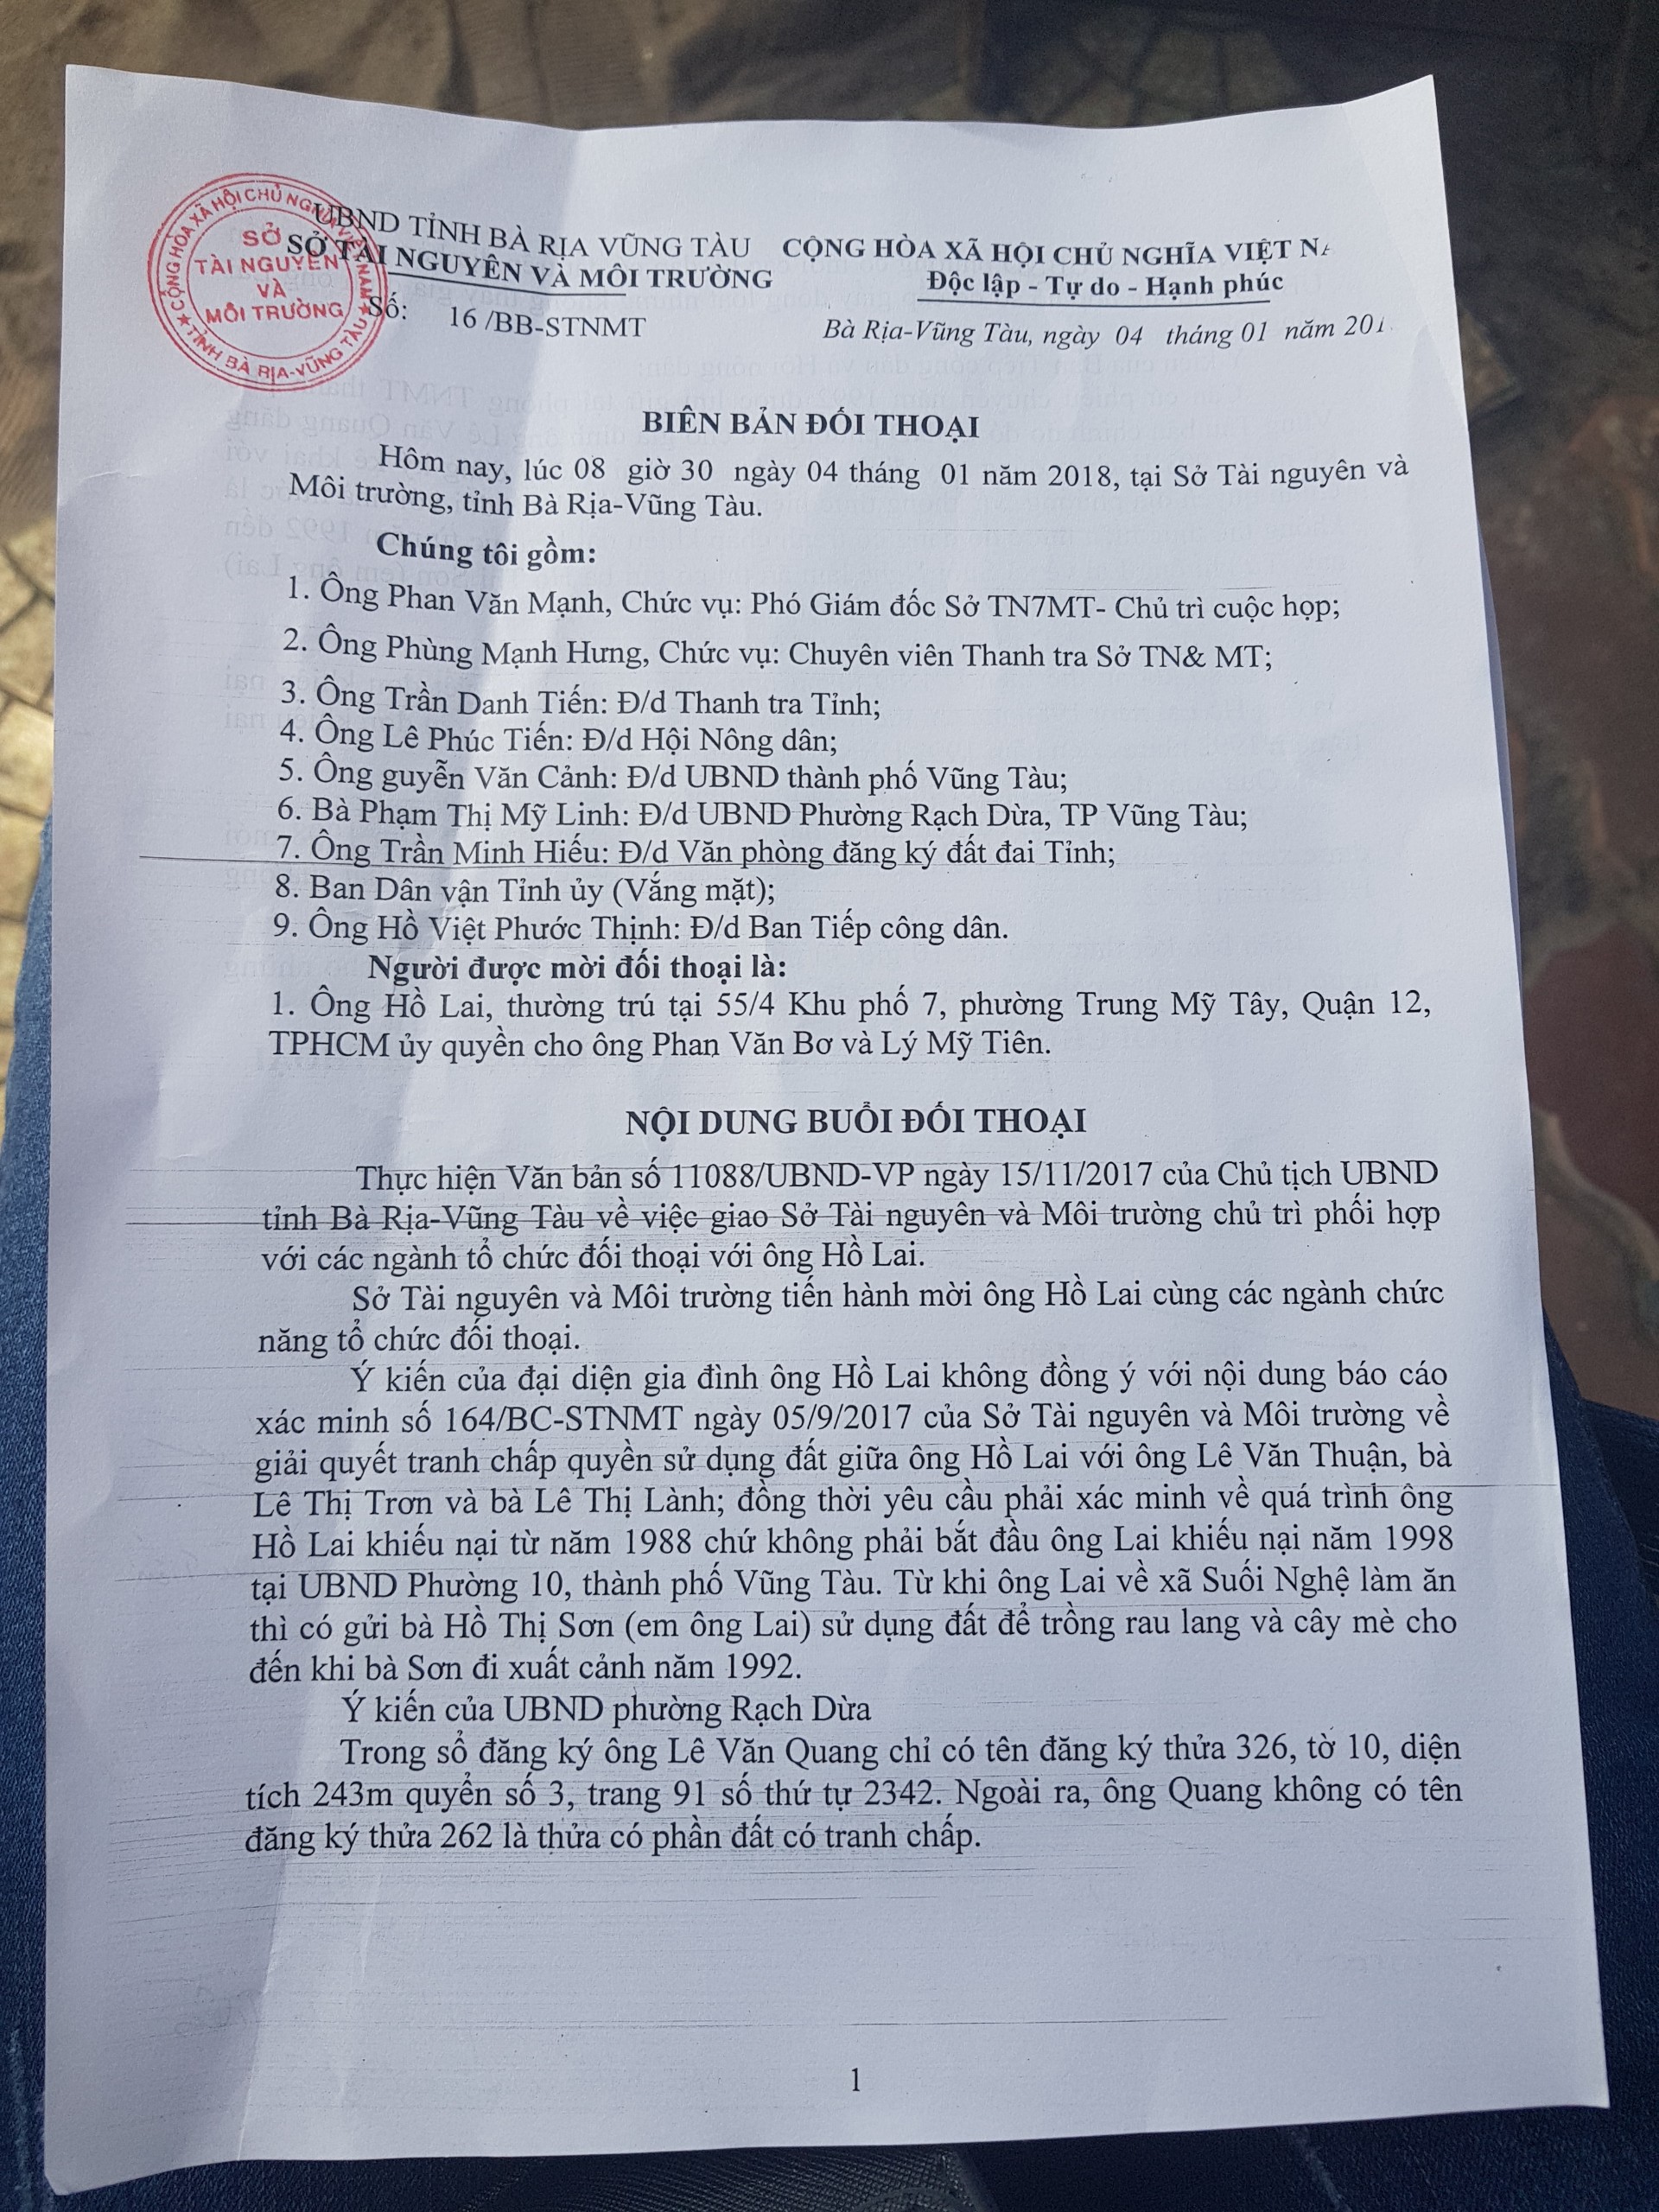 CỘNG HÒA XÃ HỘI CHỦ NGHĨA VIỆT NAM
SỞ
TÀI NGUYÊN
VÀ
MÔI TRƯỜNG
TỈNH BÀ RỊA-VŨNG TÀU
UBND TỈNH BÀ RỊA VŨNG TÀU
SỞ TÀI NGUYÊN VÀ MÔI TRƯỜNG
Số: 16 /BB-STNMT
CỘNG HÒA XÃ HỘI CHỦ NGHĨA VIỆT NA
Độc lập - Tự do - Hạnh phúc
Bà Rịa-Vũng Tàu, ngày 04 tháng 01 năm 201
BIÊN BẢN ĐỐI THOẠI
Hôm nay, lúc 08 giờ 30 ngày 04 tháng 01 năm 2018, tại Sở Tài nguyên và
Môi trường, tỉnh Bà Rịa-Vũng Tàu.
Chúng tôi gồm:
1. Ông Phan Văn Mạnh, Chức vụ: Phó Giám đốc Sở TN7MT- Chủ trì cuộc họp;
2. Ông Phùng Mạnh Hưng, Chức vụ: Chuyên viên Thanh tra Sở TN& MT;
3. Ông Trần Danh Tiến: Đ/d Thanh tra Tỉnh;
4. Ông Lê Phúc Tiến: Đ/d Hội Nông dân;
5. Ông guyễn Văn Cảnh: Đ/d UBND thành phố Vũng Tàu;
6. Bà Phạm Thị Mỹ Linh: Đ/d UBND Phường Rạch Dừa, TP Vũng Tàu;
7. Ông Trần Minh Hiếu: Đ/d Văn phòng đăng ký đất đai Tỉnh;
8. Ban Dân vận Tỉnh ủy (Vắng mặt);
9. Ông Hồ Việt Phước Thịnh: Đ/d Ban Tiếp công dân.
Người được mời đối thoại là:
1. Ông Hồ Lai, thường trú tại 55/4 Khu phố 7, phường Trung Mỹ Tây, Quận 12,
TPHCM ủy quyền cho ông Phan Văn Bơ và Lý Mỹ Tiên.
NỘI DUNG BUỔI ĐỐI THOẠI
Thực hiện Văn bản số 11088/UBND-VP ngày 15/11/2017 của Chủ tịch UBND
tỉnh Bà Rịa-Vũng Tàu về việc giao Sở Tài nguyên và Môi trường chủ trì phối hợp
với các ngành tổ chức đối thoại với ông Hồ Lai.
Sở Tài nguyên và Môi trường tiến hành mời ông Hồ Lai cùng các ngành chức
năng tổ chức đối thoại.
Ý kiến của đại diện gia đình ông Hồ Lai không đồng ý với nội dung báo cáo
xác minh số 164/BC-STNMT ngày 05/9/2017 của Sở Tài nguyên và Môi trường về
giải quyết tranh chấp quyền sử dụng đất giữa ông Hồ Lai với ông Lê Văn Thuận, bà
Lê Thị Trơn và bà Lê Thị Lành; đồng thời yêu cầu phải xác minh về quá trình ông
Hồ Lai khiếu nại từ năm 1988 chứ không phải bắt đầu ông Lai khiếu nại năm 1998
tại UBND Phường 10, thành phố Vũng Tàu. Từ khi ông Lai về xã Suối Nghệ làm ăn
thì có gửi bà Hồ Thị Sơn (em ông Lai) sử dụng đất để trồng rau lang và cây mè cho
đến khi bà Sơn đi xuất cảnh năm 1992.
Ý kiến của UBND phường Rạch Dừa
Trong sổ đăng ký ông Lê Văn Quang chỉ có tên đăng ký thửa 326, tờ 10, diện
tích 243m quyển số 3, trang 91 số thứ tự 2342. Ngoài ra, ông Quang không có tên
đăng ký thửa 262 là thửa có phần đất có tranh chấp.
1